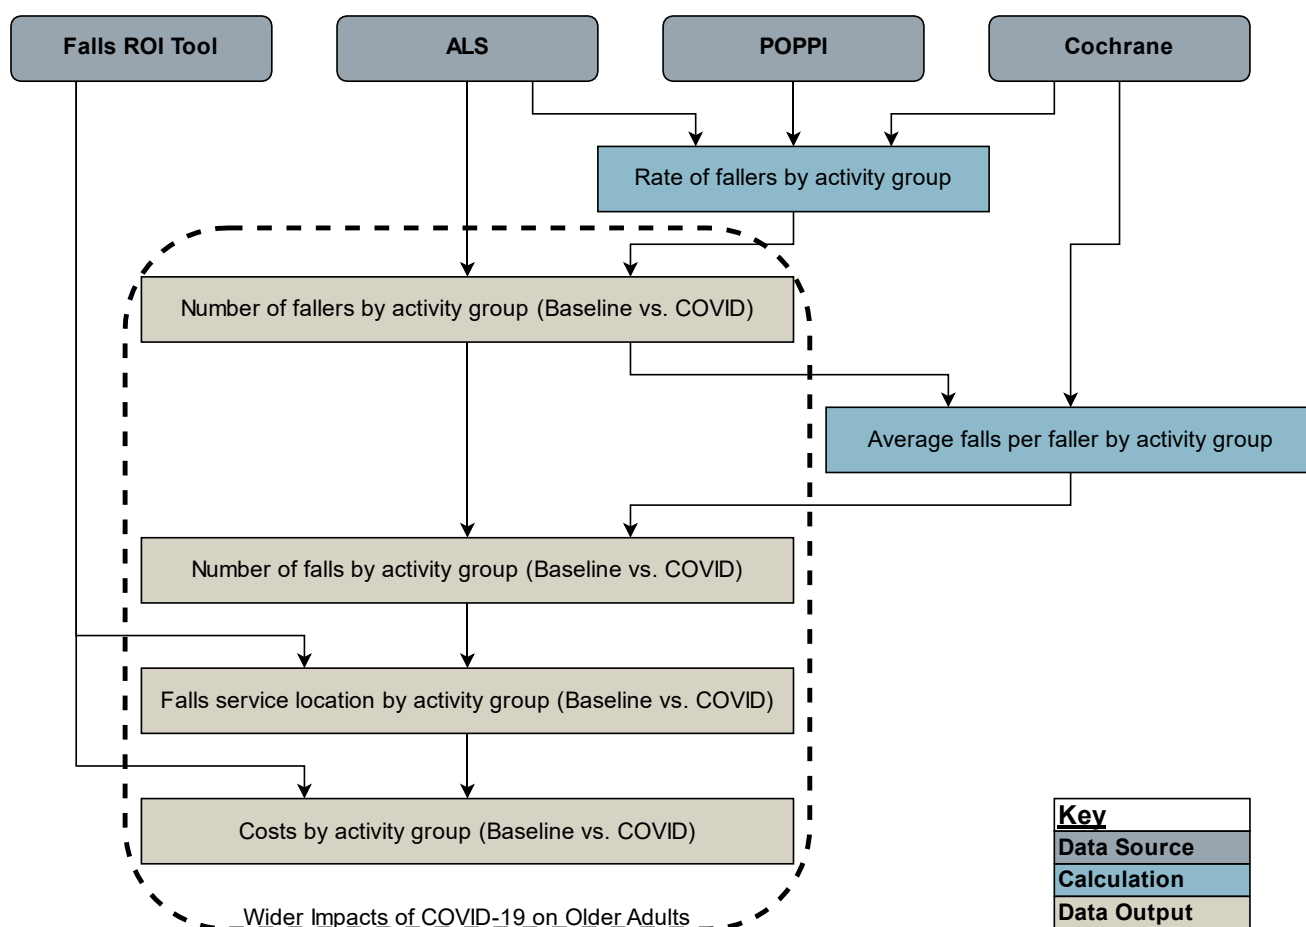 Falls ROI Tool
ALS
POPPI
Cochrane
Rate of fallers by activity group
Number of fallers by activity group (Baseline vs. COVID)
Average falls per faller by activity group
Number of falls by activity group (Baseline vs. COVID)
Falls service location by activity group (Baseline vs. COVID)
Costs by activity group (Baseline vs. COVID)
Wider Impacts of COVID-19 on Older Adults
Key
Data Source
Calculation
Data Output